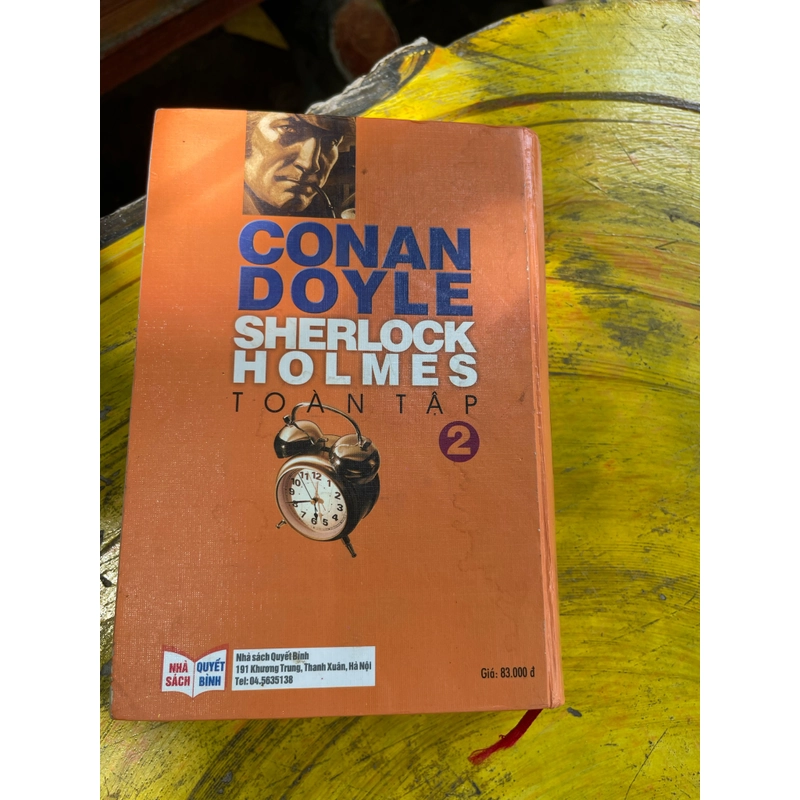 CONAN
DOYLE
SHERLOCK
HOLMES
TOÀN TẬP
2
NHÀ SÁCH
QUYẾT BÌNH
Nhà sách Quyết Bình
191 Khương Trung, Thanh Xuân, Hà Nội
Tel: 04.5635138
Giá: 83.000 đ